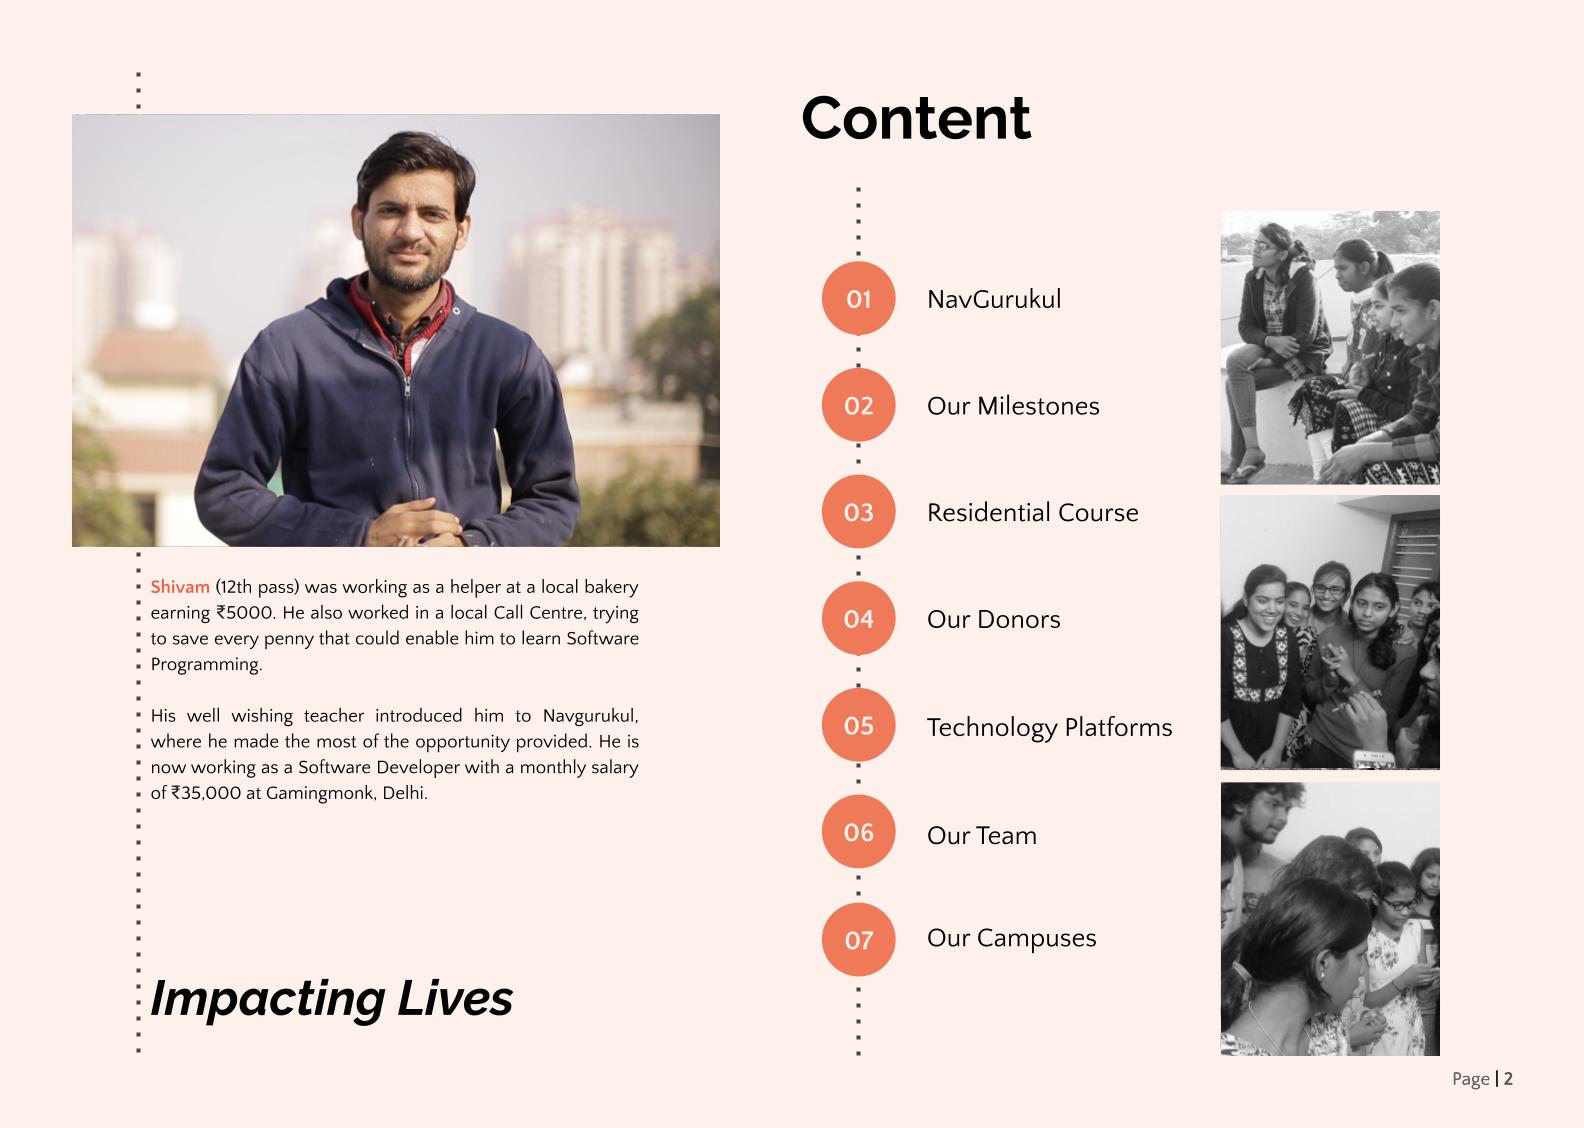 Shivam (12th pass) was working as a helper at a local bakery
earning ₹5000. He also worked in a local Call Centre, trying
to save every penny that could enable him to learn Software
Programming.
His well wishing teacher introduced him to Navgurukul,
where he made the most of the opportunity provided. He is
now working as a Software Developer with a monthly salary
of ₹35,000 at Gamingmonk, Delhi.
Impacting Lives
Content
01 NavGurukul
02 Our Milestones
03 Residential Course
04 Our Donors
05 Technology Platforms
06 Our Team
07 Our Campuses
Page | 2